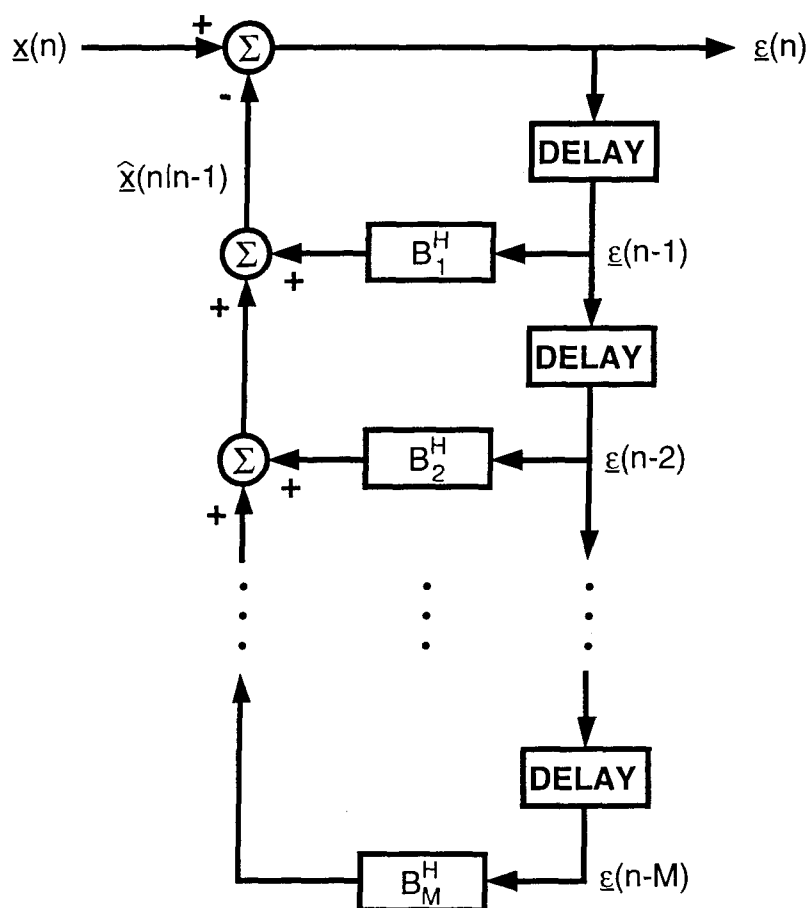 x(n) + Σ ε(n)
-
DELAY
x̂(n|n-1)
Σ + B₁ᴴ ε(n-1)
+
DELAY
Σ + B₂ᴴ ε(n-2)
+
DELAY
B_Mᴴ ε(n-M)